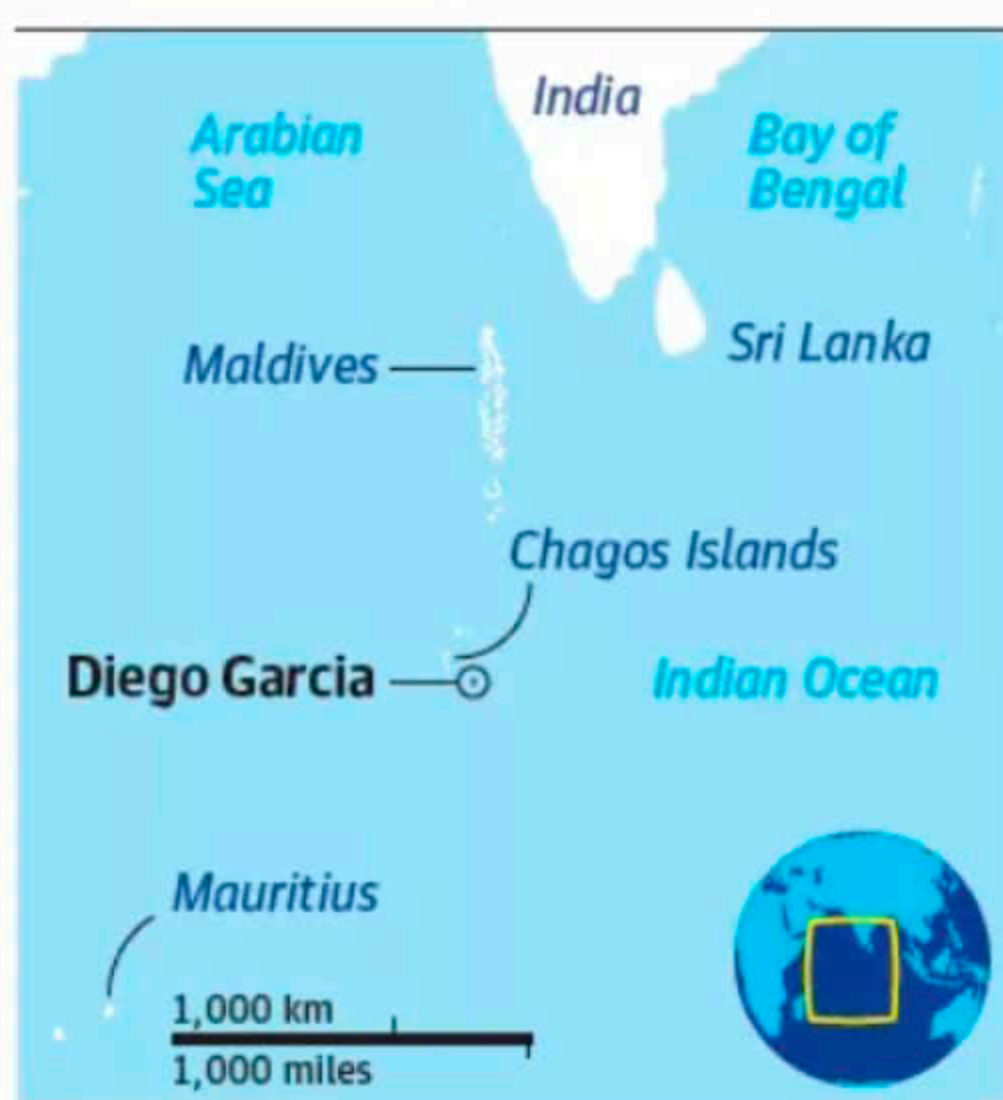 India
Arabian
Sea
Bay of
Bengal
Maldives
Sri Lanka
Chagos Islands
Diego Garcia
Indian Ocean
Mauritius
1,000 km
1,000 miles